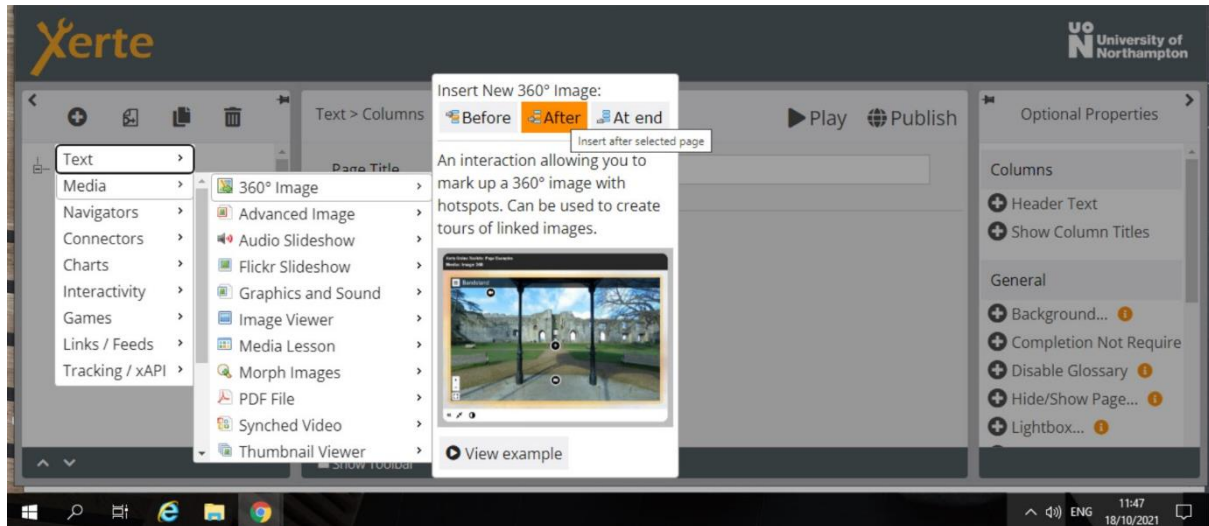 Xerte
UO
N University of
Northampton
Text > Columns
Play
Publish
Optional Properties
Page Title
Text
Media
Navigators
Connectors
Charts
Interactivity
Games
Links / Feeds
Tracking / xAPI
360° Image
Advanced Image
Audio Slideshow
Flickr Slideshow
Graphics and Sound
Image Viewer
Media Lesson
Morph Images
PDF File
Synched Video
Thumbnail Viewer
Insert New 360° Image:
Before After At end
Insert after selected page
An interaction allowing you to
mark up a 360° image with
hotspots. Can be used to create
tours of linked images.
Bandstand
View example
Show Toolbar
Columns
Header Text
Show Column Titles
General
Background...
Completion Not Require
Disable Glossary
Hide/Show Page...
Lightbox...
ENG
11:47
18/10/2021